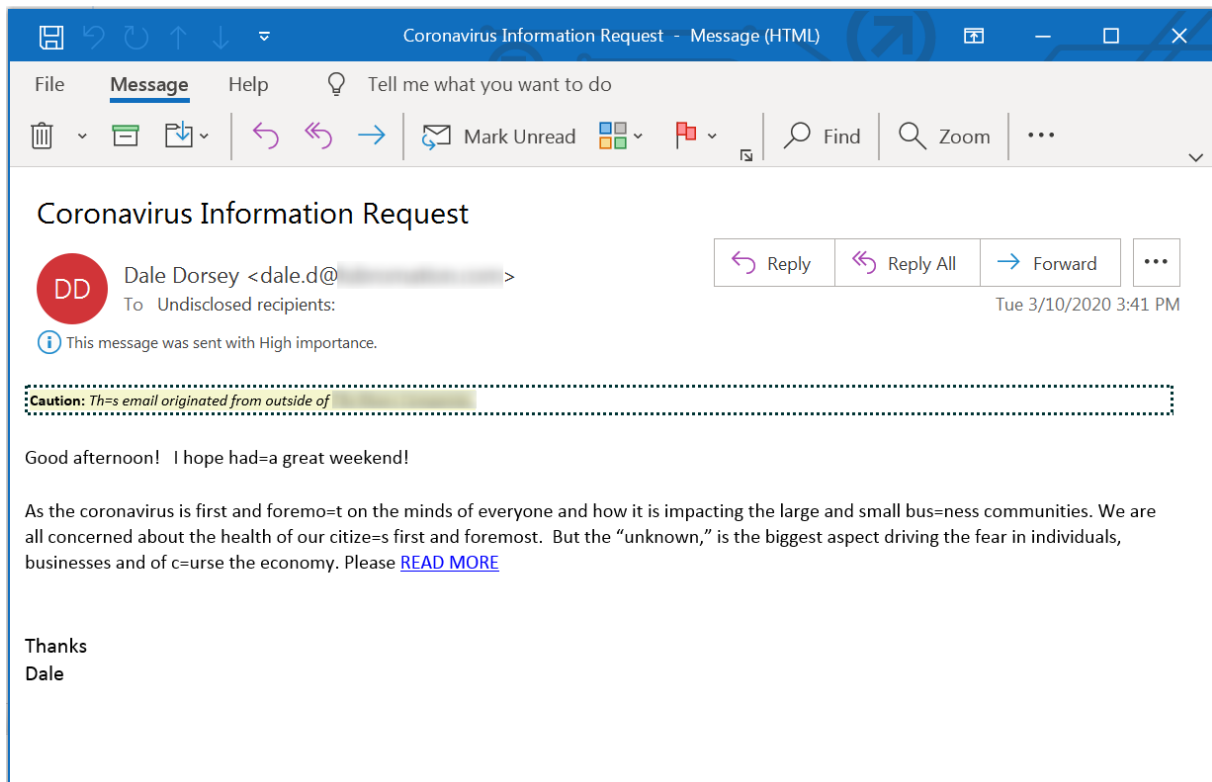 Coronavirus Information Request - Message (HTML)
File Message Help Tell me what you want to do
Mark Unread Find Zoom
Coronavirus Information Request
DD
Dale Dorsey <dale.d@ >
Reply Reply All Forward
To Undisclosed recipients:
Tue 3/10/2020 3:41 PM
This message was sent with High importance.
Caution: Th=s email originated from outside of
Good afternoon! I hope had=a great weekend!
As the coronavirus is first and foremo=t on the minds of everyone and how it is impacting the large and small bus=ness communities. We are
all concerned about the health of our citize=s first and foremost. But the “unknown,” is the biggest aspect driving the fear in individuals,
businesses and of c=urse the economy. Please READ MORE
Thanks
Dale